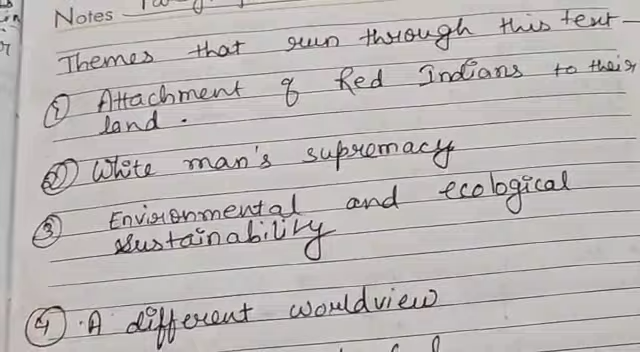 Notes
Themes that run through this text -
① Attachment of Red Indians to their
land.
② White man's supremacy
③ Environmental and ecological
sustainability
④ A different worldview